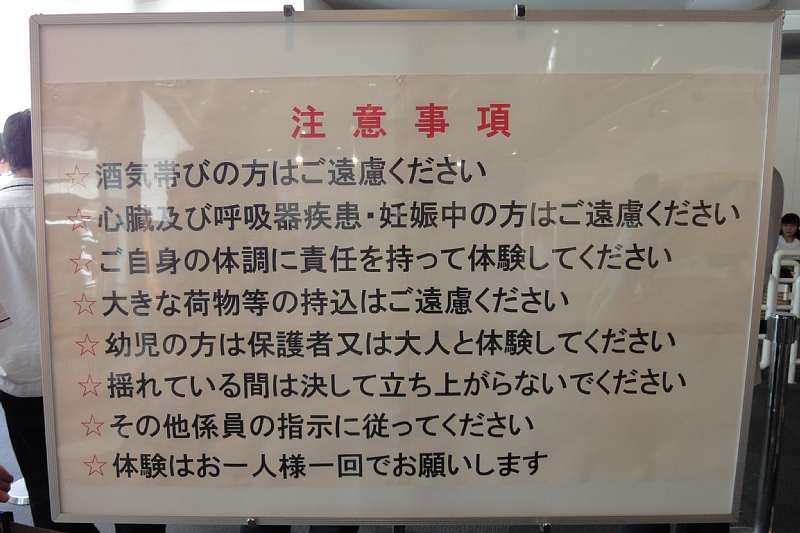 注意事項
☆酒気帯びの方はご遠慮ください
☆心臓及び呼吸器疾患・妊娠中の方はご遠慮ください
☆ご自身の体調に責任を持って体験してください
☆大きな荷物等の持込はご遠慮ください
☆幼児の方は保護者又は大人と体験してください
☆揺れている間は決して立ち上がらないでください
☆その他係員の指示に従ってください
☆体験はお一人様一回でお願いします